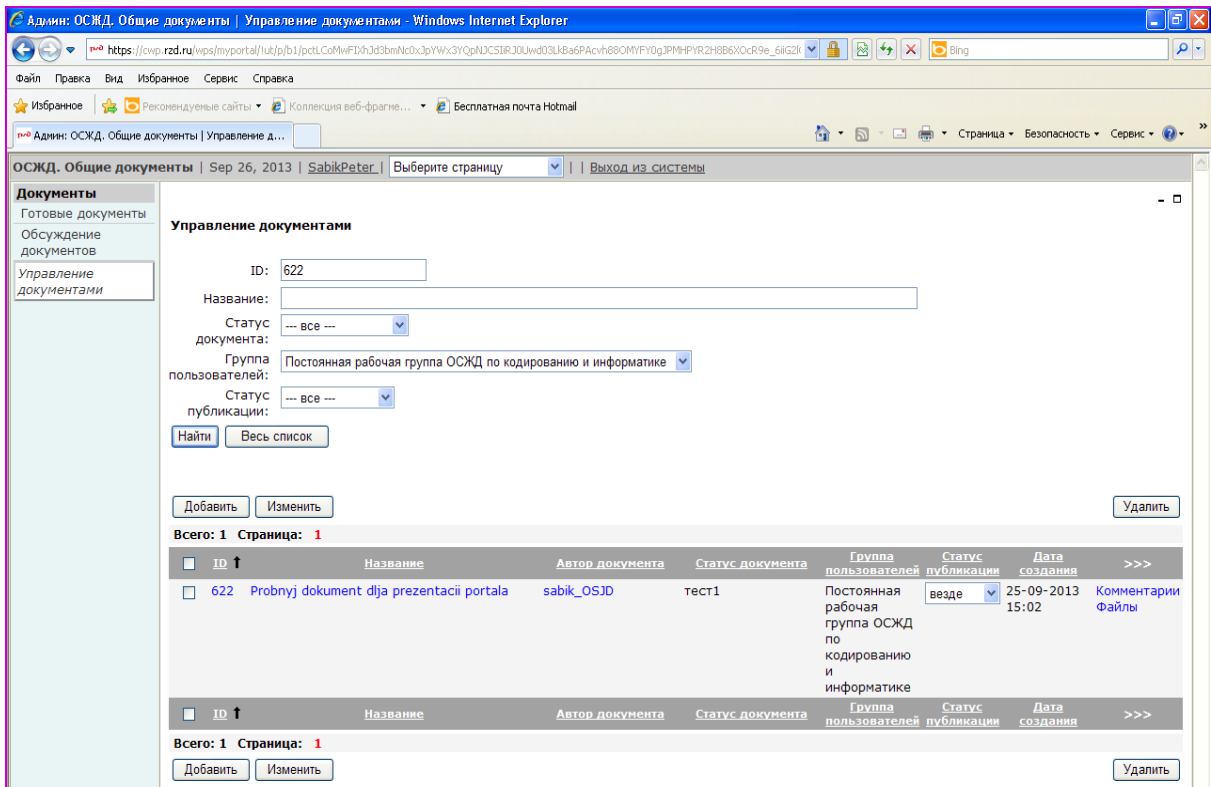 Админ: ОСЖД. Общие документы | Управление документами - Windows Internet Explorer
Bing
Файл Правка Вид Избранное Сервис Справка
Избранное Рекомендуемые сайты Коллекция веб-фрагме... Бесплатная почта Hotmail
Админ: ОСЖД. Общие документы | Управление д... Страница Безопасность Сервис »
ОСЖД. Общие документы | Sep 26, 2013 | SabikPeter | Выберите страницу | | Выход из системы
Документы
Готовые документы
Обсуждение
документов
Управление
документами
Управление документами
ID: 622
Название:
Статус
документа: --- все ---
Группа
пользователей: Постоянная рабочая группа ОСЖД по кодированию и информатике
Статус
публикации: --- все ---
Найти Весь список
Добавить Изменить Удалить
Всего: 1 Страница: 1
ID ↑ Название Автор документа Статус документа Группа пользователей Статус публикации Дата создания >>>
622 Probnyj dokument dlja prezentacii portala sabik_OSJD тест1 Постоянная везде 25-09-2013 Комментарии
рабочая 15:02 Файлы
группа ОСЖД
по
кодированию
и
информатике
ID ↑ Название Автор документа Статус документа Группа пользователей Статус публикации Дата создания >>>
Всего: 1 Страница: 1
Добавить Изменить Удалить